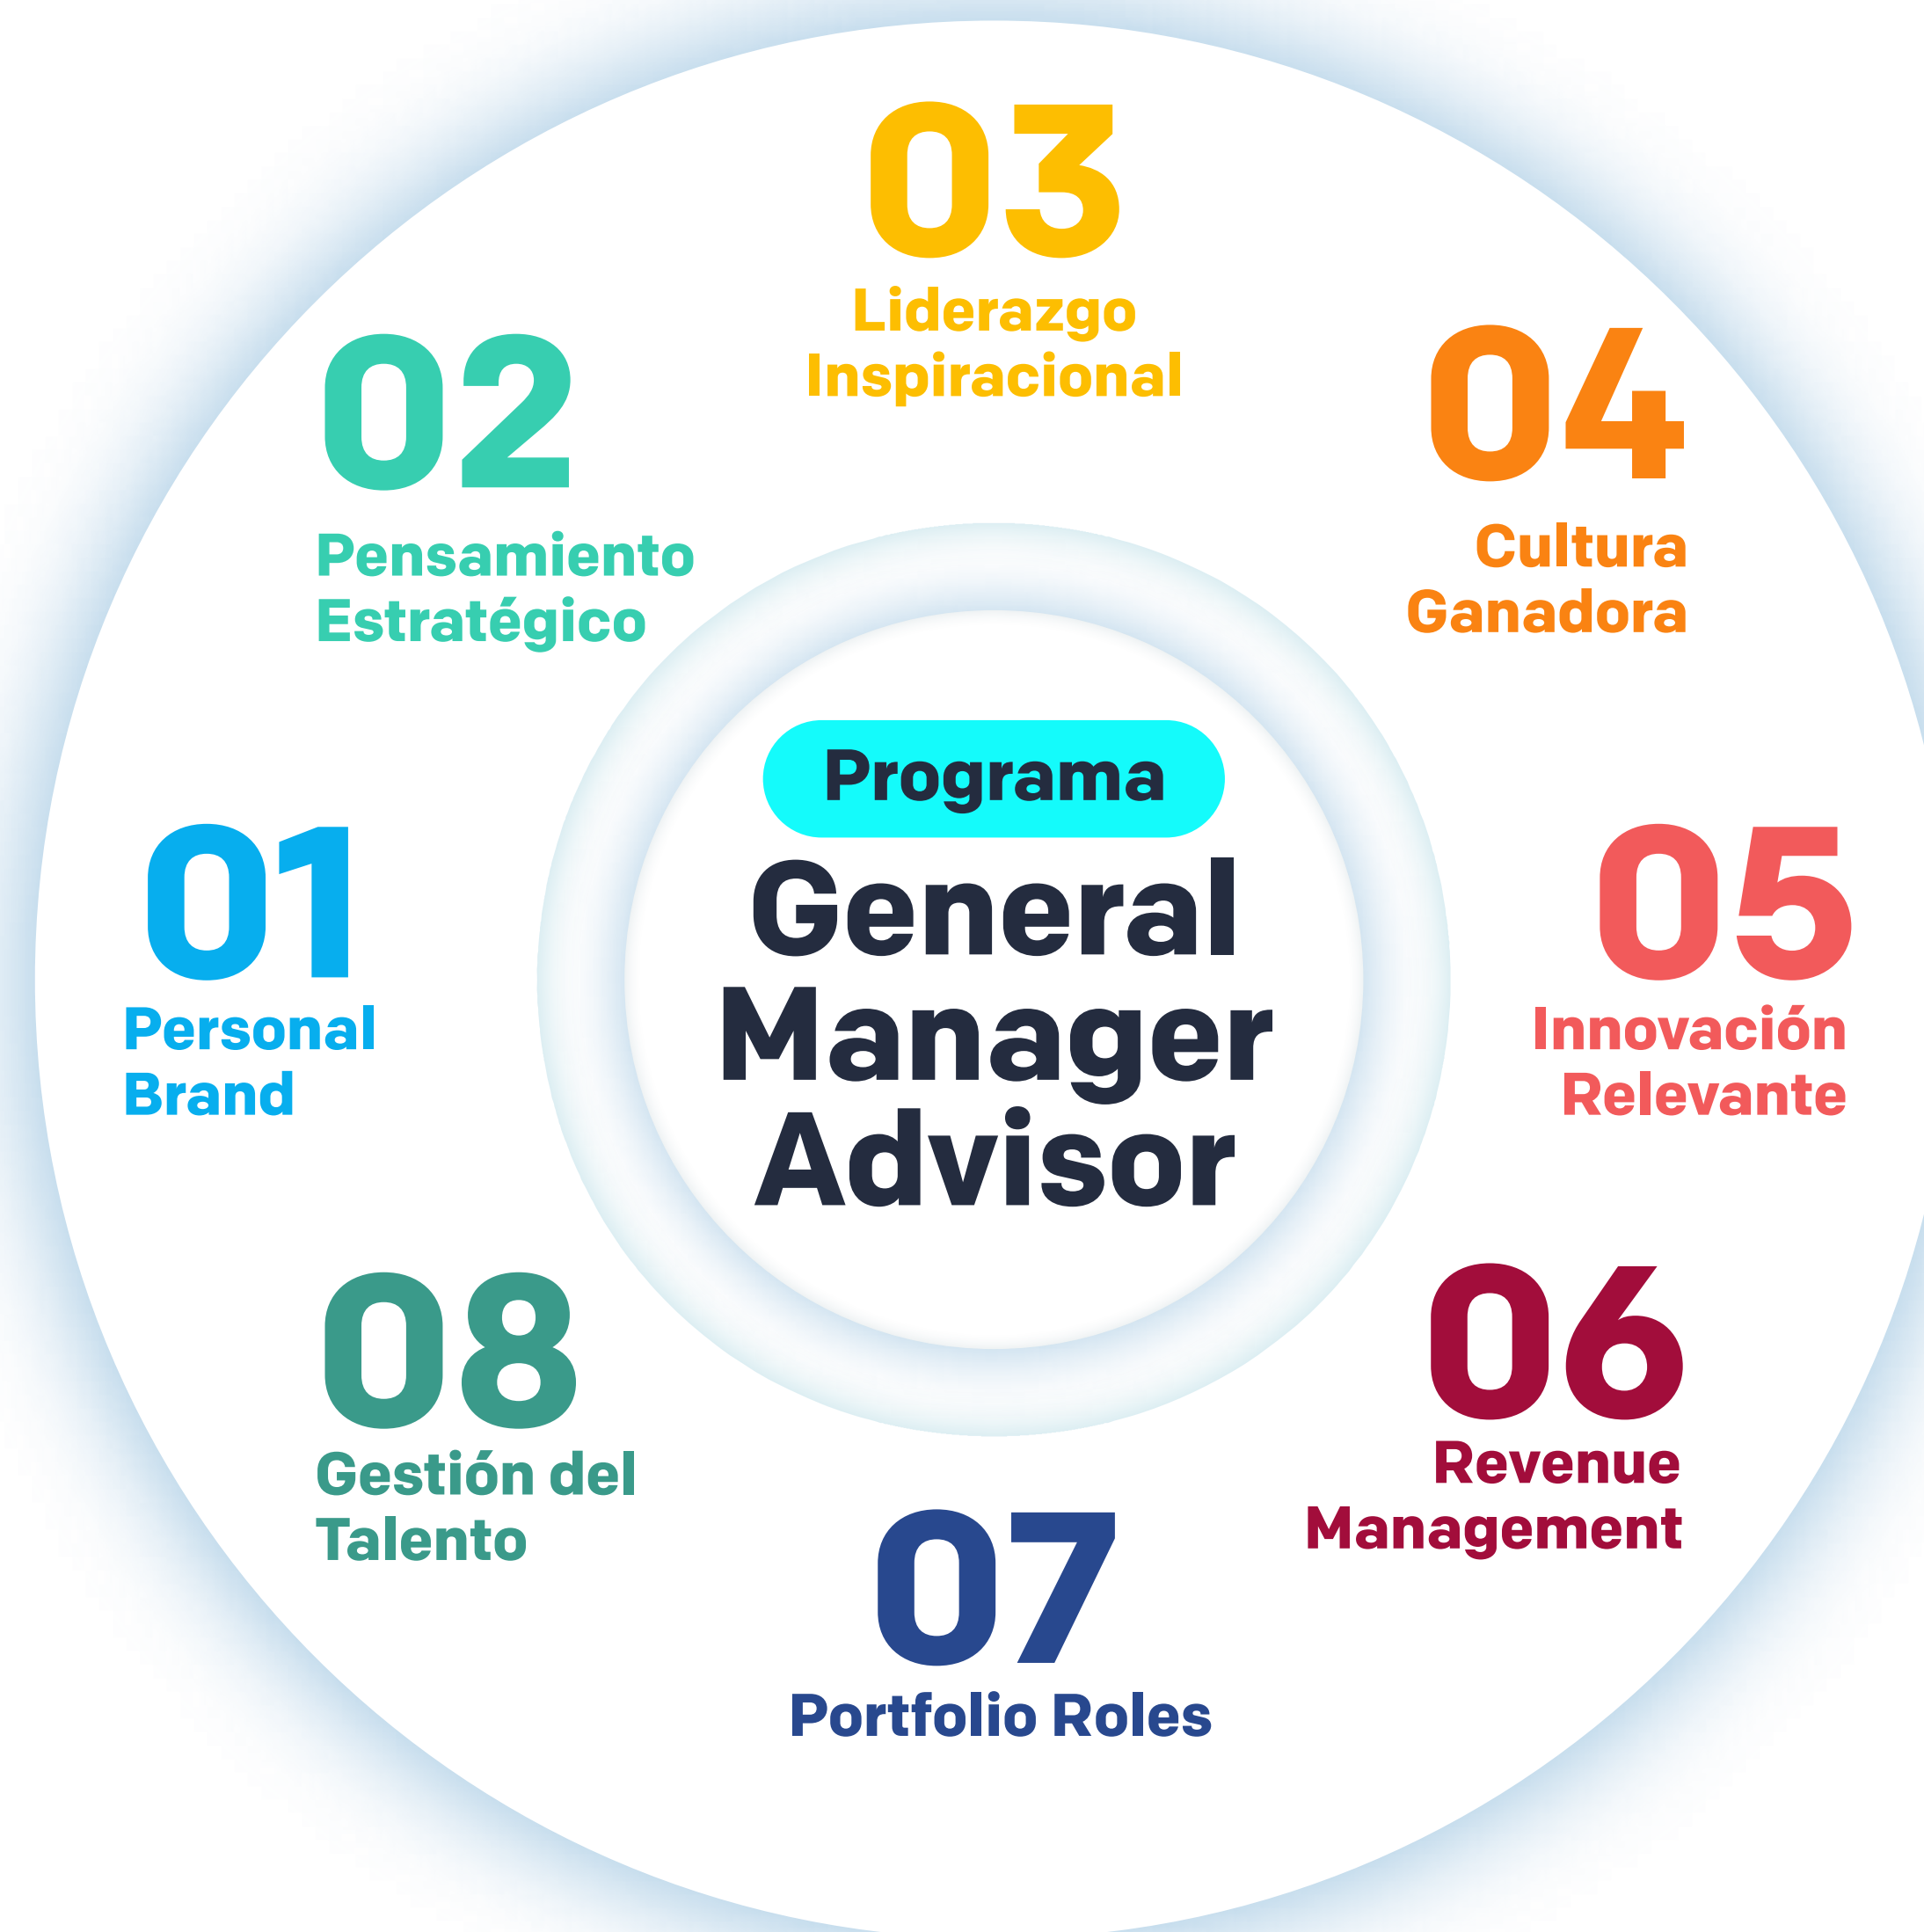 03
Liderazgo
Inspiracional
02
Pensamiento
Estratégico
04
Cultura
Ganadora
Programa
General
Manager
Advisor
01
Personal
Brand
05
Innovación
Relevante
08
Gestión del
Talento
06
Revenue
Management
07
Portfolio Roles